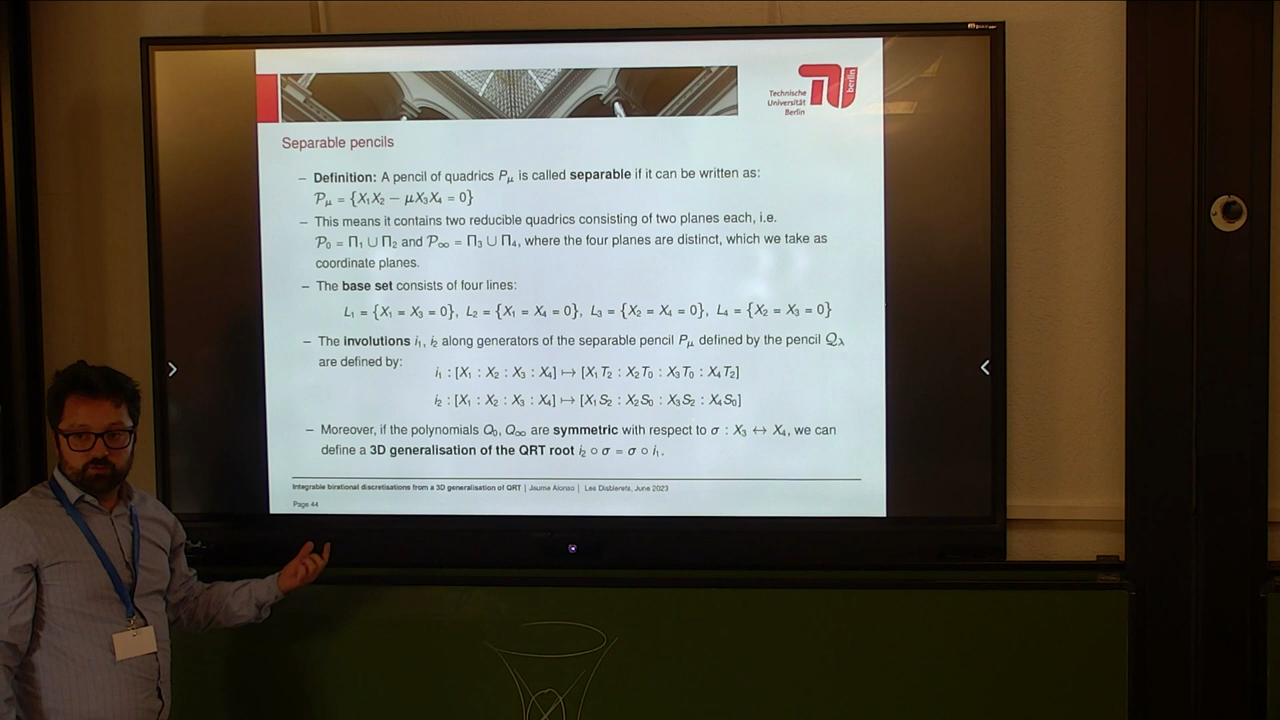 Technische
Universität
Berlin
berlin
Separable pencils
– Definition: A pencil of quadrics Pμ is called separable if it can be written as:
𝒫μ = {X₁X₂ − μX₃X₄ = 0}
– This means it contains two reducible quadrics consisting of two planes each, i.e.
𝒫₀ = Π₁ ∪ Π₂ and 𝒫∞ = Π₃ ∪ Π₄, where the four planes are distinct, which we take as
coordinate planes.
– The base set consists of four lines:
L₁ = {X₁ = X₃ = 0}, L₂ = {X₁ = X₄ = 0}, L₃ = {X₂ = X₄ = 0}, L₄ = {X₂ = X₃ = 0}
– The involutions i₁, i₂ along generators of the separable pencil Pμ defined by the pencil 𝒬λ
are defined by:
i₁ : [X₁ : X₂ : X₃ : X₄] ↦ [X₁T₂ : X₂T₀ : X₃T₀ : X₄T₂]
i₂ : [X₁ : X₂ : X₃ : X₄] ↦ [X₁S₂ : X₂S₀ : X₃S₂ : X₄S₀]
– Moreover, if the polynomials Q₀, Q∞ are symmetric with respect to σ : X₃ ↔ X₄, we can
define a 3D generalisation of the QRT root i₂ ∘ σ = σ ∘ i₁.
Integrable birational discretisations from a 3D generalisation of QRT | Jaume Alonso | Les Diablerets, June 2023
Page 44